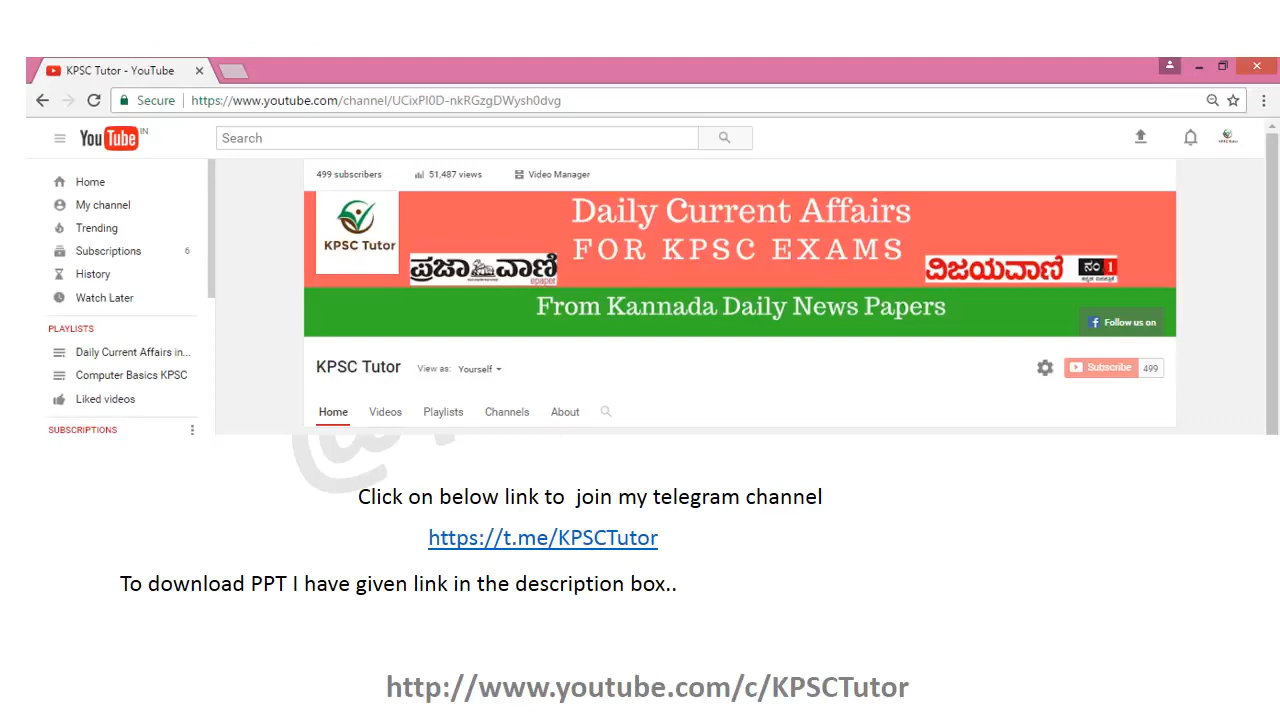 KPSC Tutor - YouTube
Secure https://www.youtube.com/channel/UCixPl0D-nkRGzgDWysh0dvg
YouTube IN
Search
499 subscribers 51,487 views Video Manager
Home
My channel
Trending
Subscriptions 6
History
Watch Later
PLAYLISTS
Daily Current Affairs in...
Computer Basics KPSC
Liked videos
SUBSCRIPTIONS
KPSC Tutor
Daily Current Affairs
FOR KPSC EXAMS
ಪ್ರಜಾವಾಣಿ
epaper
ವಿಜಯವಾಣಿ
ನಂ 1
From Kannada Daily News Papers
Follow us on
KPSC Tutor View as: Yourself
Subscribe 499
Home Videos Playlists Channels About
Click on below link to join my telegram channel
https://t.me/KPSCTutor
To download PPT I have given link in the description box..
http://www.youtube.com/c/KPSCTutor